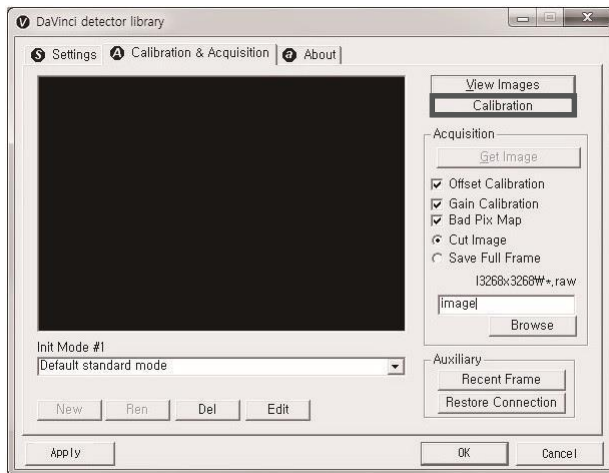 DaVinci detector library
Settings
Calibration & Acquisition
About
View Images
Calibration
Acquisition
Get Image
Offset Calibration
Gain Calibration
Bad Pix Map
Cut Image
Save Full Frame
I3268x3268₩*.raw
image
Browse
Init Mode #1
Default standard mode
Auxiliary
Recent Frame
Restore Connection
New
Ren
Del
Edit
Apply
OK
Cancel